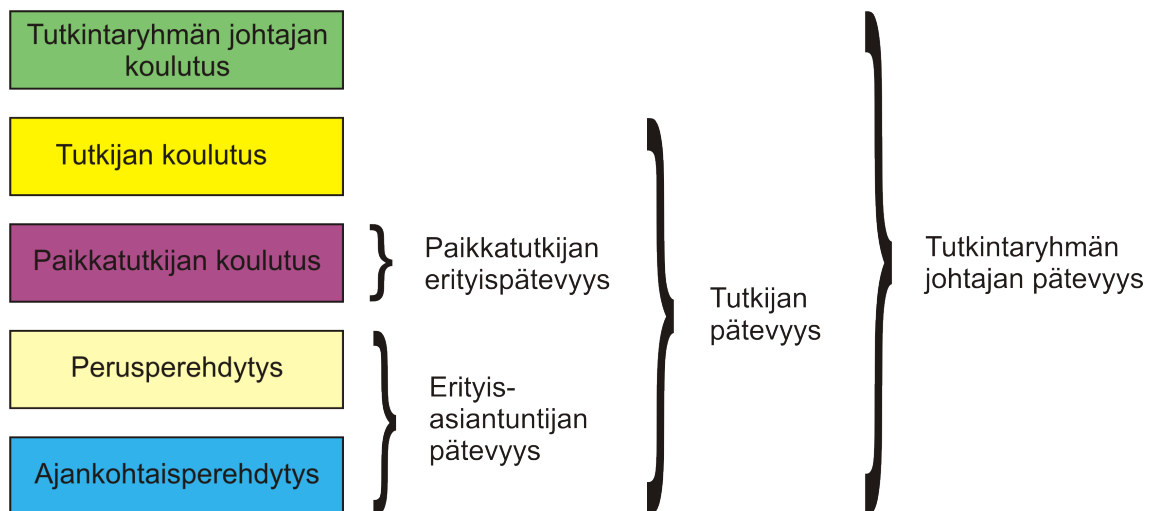 Tutkintaryhmän johtajan
koulutus
Tutkijan koulutus
Paikkatutkijan koulutus
Perusperehdytys
Ajankohtaisperehdytys
Paikkatutkijan
erityispätevyys
Erityis-
asiantuntijan
pätevyys
Tutkijan
pätevyys
Tutkintaryhmän
johtajan pätevyys